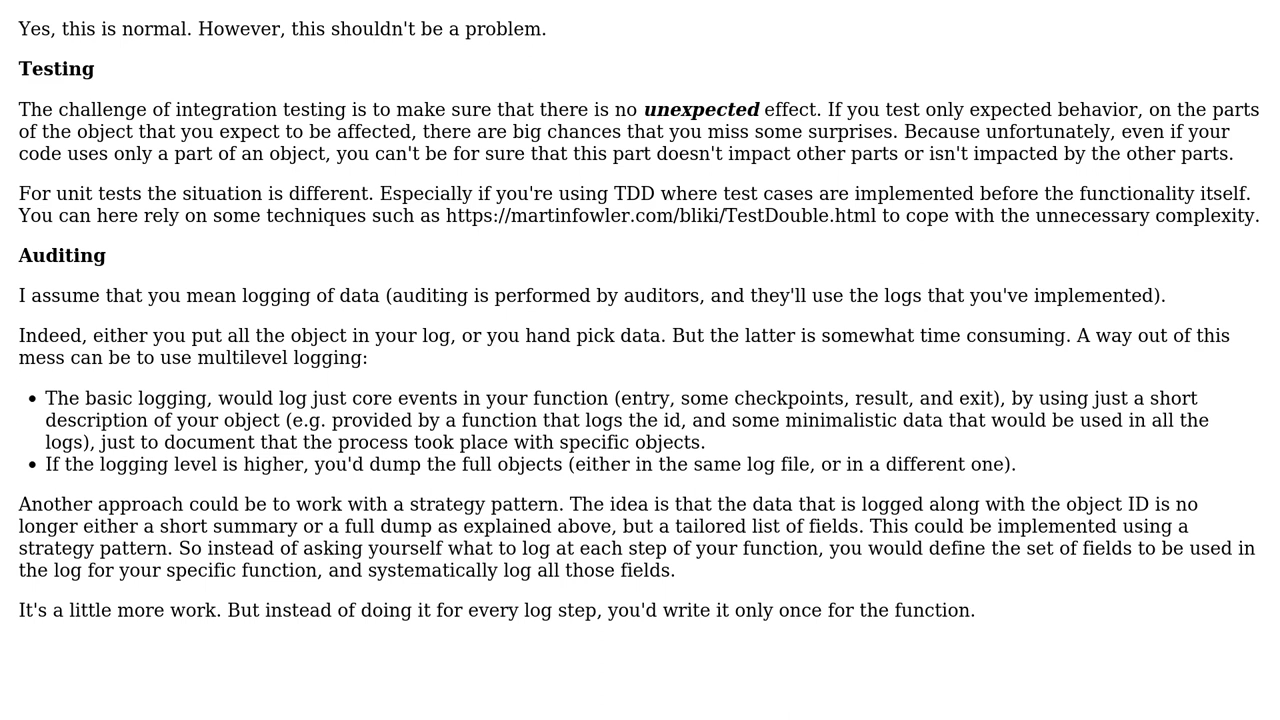 Yes, this is normal. However, this shouldn't be a problem.
Testing
The challenge of integration testing is to make sure that there is no unexpected effect. If you test only expected behavior, on the parts
of the object that you expect to be affected, there are big chances that you miss some surprises. Because unfortunately, even if your
code uses only a part of an object, you can't be for sure that this part doesn't impact other parts or isn't impacted by the other parts.
For unit tests the situation is different. Especially if you're using TDD where test cases are implemented before the functionality itself.
You can here rely on some techniques such as https://martinfowler.com/bliki/TestDouble.html to cope with the unnecessary complexity.
Auditing
I assume that you mean logging of data (auditing is performed by auditors, and they'll use the logs that you've implemented).
Indeed, either you put all the object in your log, or you hand pick data. But the latter is somewhat time consuming. A way out of this
mess can be to use multilevel logging:
• The basic logging, would log just core events in your function (entry, some checkpoints, result, and exit), by using just a short
description of your object (e.g. provided by a function that logs the id, and some minimalistic data that would be used in all the
logs), just to document that the process took place with specific objects.
• If the logging level is higher, you'd dump the full objects (either in the same log file, or in a different one).
Another approach could be to work with a strategy pattern. The idea is that the data that is logged along with the object ID is no
longer either a short summary or a full dump as explained above, but a tailored list of fields. This could be implemented using a
strategy pattern. So instead of asking yourself what to log at each step of your function, you would define the set of fields to be used in
the log for your specific function, and systematically log all those fields.
It's a little more work. But instead of doing it for every log step, you'd write it only once for the function.